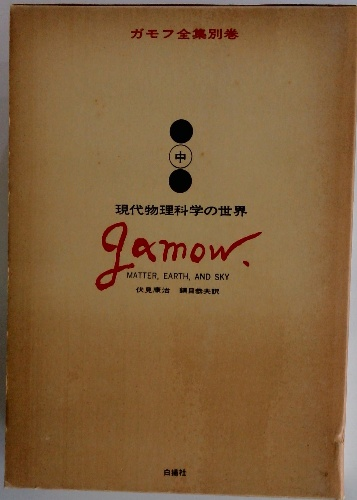 ガモフ全集別巻
中
現代物理科学の世界
gamow.
MATTER, EARTH, AND SKY
伏見康治 鎮目恭夫訳
白揚社